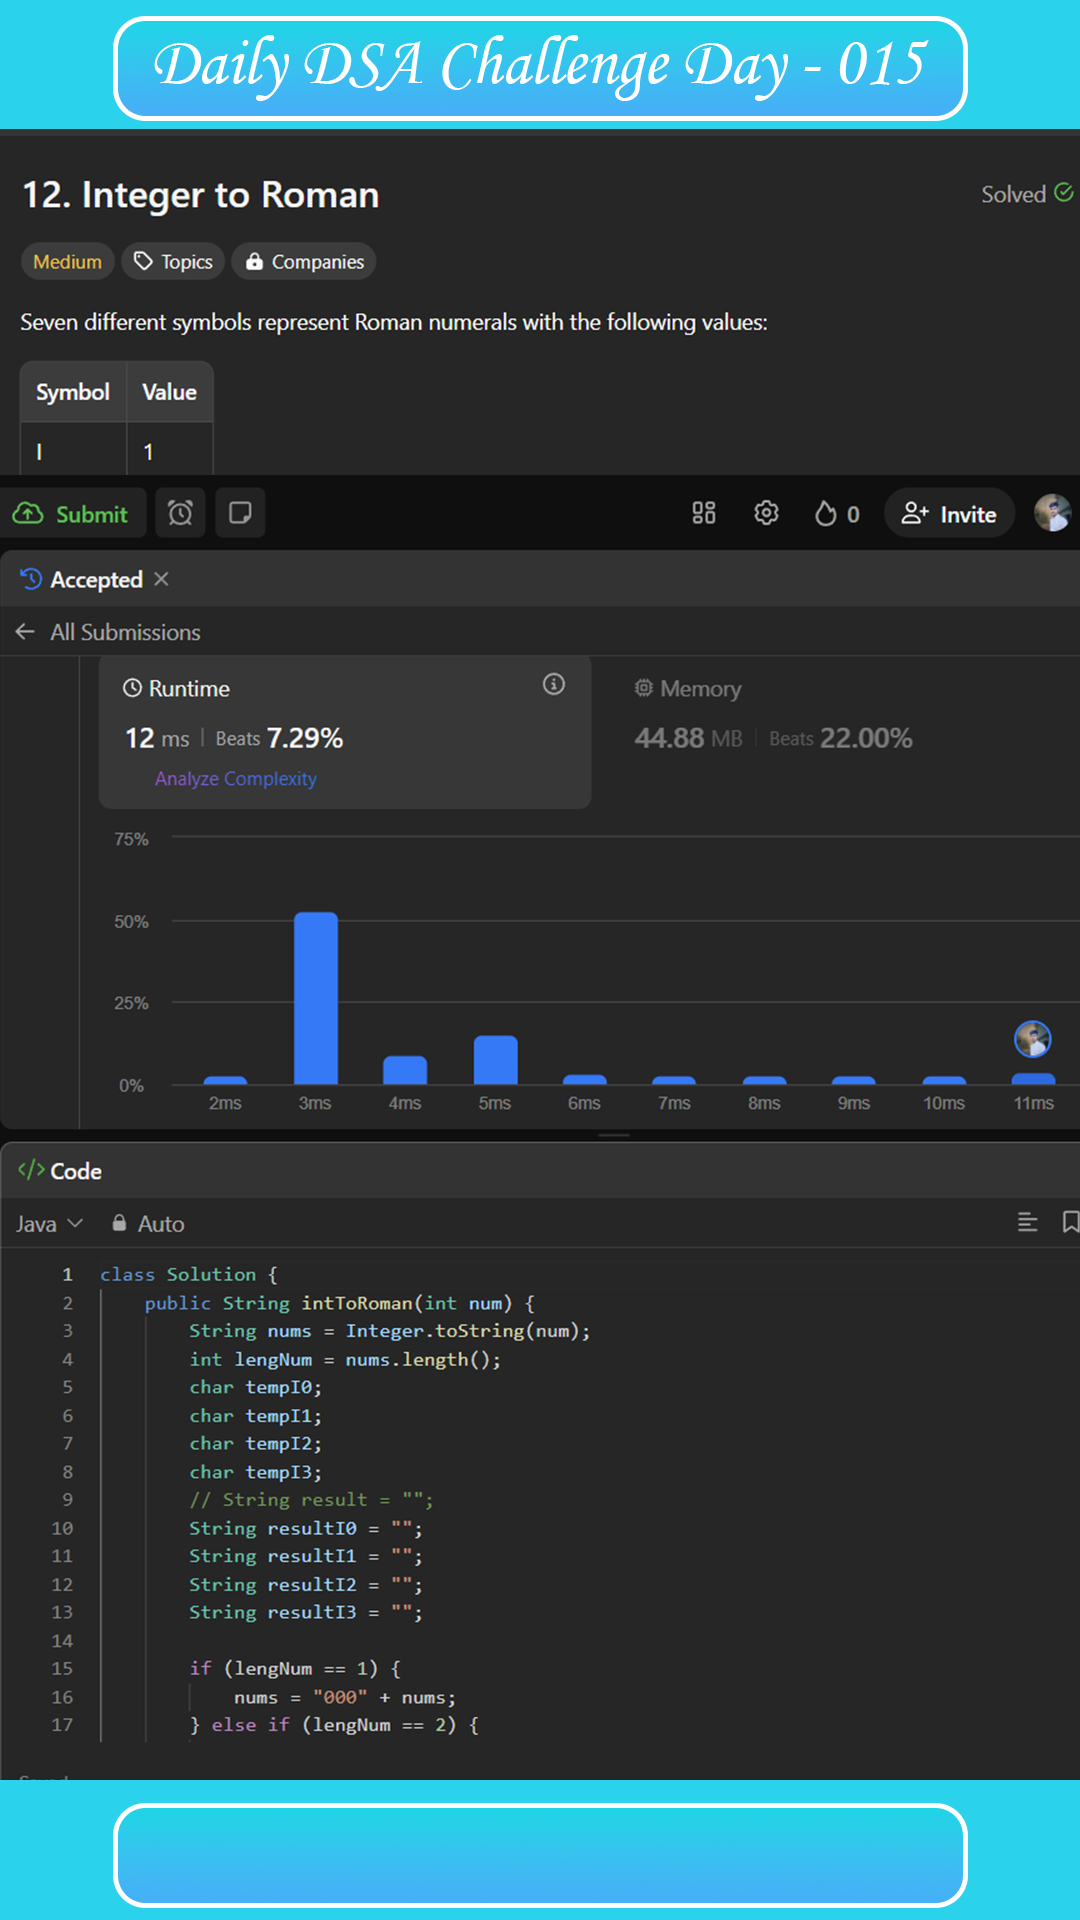 Daily DSA Challenge Day - 015
12. Integer to Roman
Solved
Medium Topics Companies
Seven different symbols represent Roman numerals with the following values:
Symbol Value
I 1
Submit 0 Invite
Accepted
All Submissions
Runtime Memory
12 ms | Beats 7.29% 44.88 MB | Beats 22.00%
Analyze Complexity
75%
50%
25%
0%
2ms 3ms 4ms 5ms 6ms 7ms 8ms 9ms 10ms 11ms
</> Code
Java Auto
1 class Solution {
2 public String intToRoman(int num) {
3 String nums = Integer.toString(num);
4 int lengNum = nums.length();
5 char tempI0;
6 char tempI1;
7 char tempI2;
8 char tempI3;
9 // String result = "";
10 String resultI0 = "";
11 String resultI1 = "";
12 String resultI2 = "";
13 String resultI3 = "";
14
15 if (lengNum == 1) {
16 nums = "000" + nums;
17 } else if (lengNum == 2) {